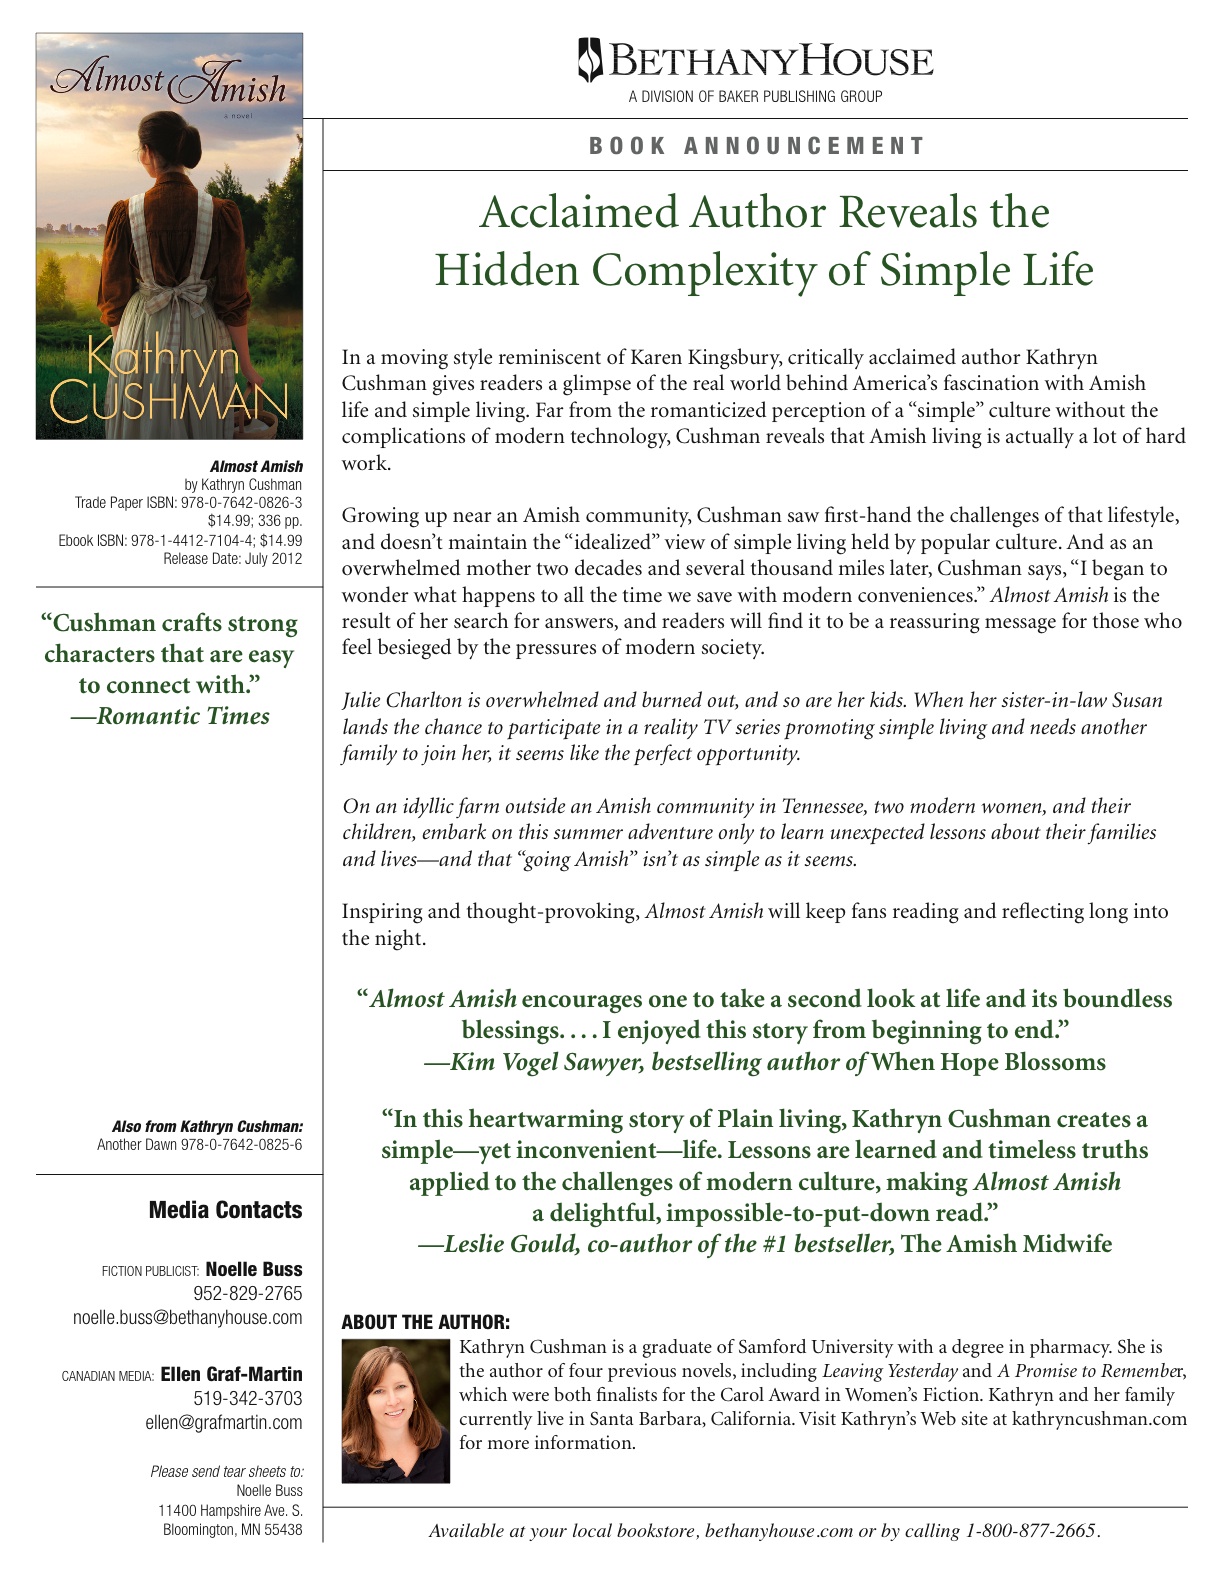 Almost Amish
a novel
Kathryn
CUSHMAN
Almost Amish
by Kathryn Cushman
Trade Paper ISBN: 978-0-7642-0826-3
$14.99; 336 pp.
Ebook ISBN: 978-1-4412-7104-4; $14.99
Release Date: July 2012
“Cushman crafts strong
characters that are easy
to connect with.”
—Romantic Times
Also from Kathryn Cushman:
Another Dawn 978-0-7642-0825-6
Media Contacts
FICTION PUBLICIST: Noelle Buss
952-829-2765
noelle.buss@bethanyhouse.com
CANADIAN MEDIA: Ellen Graf-Martin
519-342-3703
ellen@grafmartin.com
Please send tear sheets to:
Noelle Buss
11400 Hampshire Ave. S.
Bloomington, MN 55438
BETHANYHOUSE
A DIVISION OF BAKER PUBLISHING GROUP
BOOK ANNOUNCEMENT
Acclaimed Author Reveals the
Hidden Complexity of Simple Life
In a moving style reminiscent of Karen Kingsbury, critically acclaimed author Kathryn
Cushman gives readers a glimpse of the real world behind America’s fascination with Amish
life and simple living. Far from the romanticized perception of a “simple” culture without the
complications of modern technology, Cushman reveals that Amish living is actually a lot of hard
work.
Growing up near an Amish community, Cushman saw first-hand the challenges of that lifestyle,
and doesn’t maintain the “idealized” view of simple living held by popular culture. And as an
overwhelmed mother two decades and several thousand miles later, Cushman says, “I began to
wonder what happens to all the time we save with modern conveniences.” Almost Amish is the
result of her search for answers, and readers will find it to be a reassuring message for those who
feel besieged by the pressures of modern society.
Julie Charlton is overwhelmed and burned out, and so are her kids. When her sister-in-law Susan
lands the chance to participate in a reality TV series promoting simple living and needs another
family to join her, it seems like the perfect opportunity.
On an idyllic farm outside an Amish community in Tennessee, two modern women, and their
children, embark on this summer adventure only to learn unexpected lessons about their families
and lives—and that “going Amish” isn’t as simple as it seems.
Inspiring and thought-provoking, Almost Amish will keep fans reading and reflecting long into
the night.
“Almost Amish encourages one to take a second look at life and its boundless
blessings. . . . I enjoyed this story from beginning to end.”
—Kim Vogel Sawyer, bestselling author of When Hope Blossoms
“In this heartwarming story of Plain living, Kathryn Cushman creates a
simple—yet inconvenient—life. Lessons are learned and timeless truths
applied to the challenges of modern culture, making Almost Amish
a delightful, impossible-to-put-down read.”
—Leslie Gould, co-author of the #1 bestseller, The Amish Midwife
ABOUT THE AUTHOR:
Kathryn Cushman is a graduate of Samford University with a degree in pharmacy. She is
the author of four previous novels, including Leaving Yesterday and A Promise to Remember,
which were both finalists for the Carol Award in Women’s Fiction. Kathryn and her family
currently live in Santa Barbara, California. Visit Kathryn’s Web site at kathryncushman.com
for more information.
Available at your local bookstore, bethanyhouse.com or by calling 1-800-877-2665.